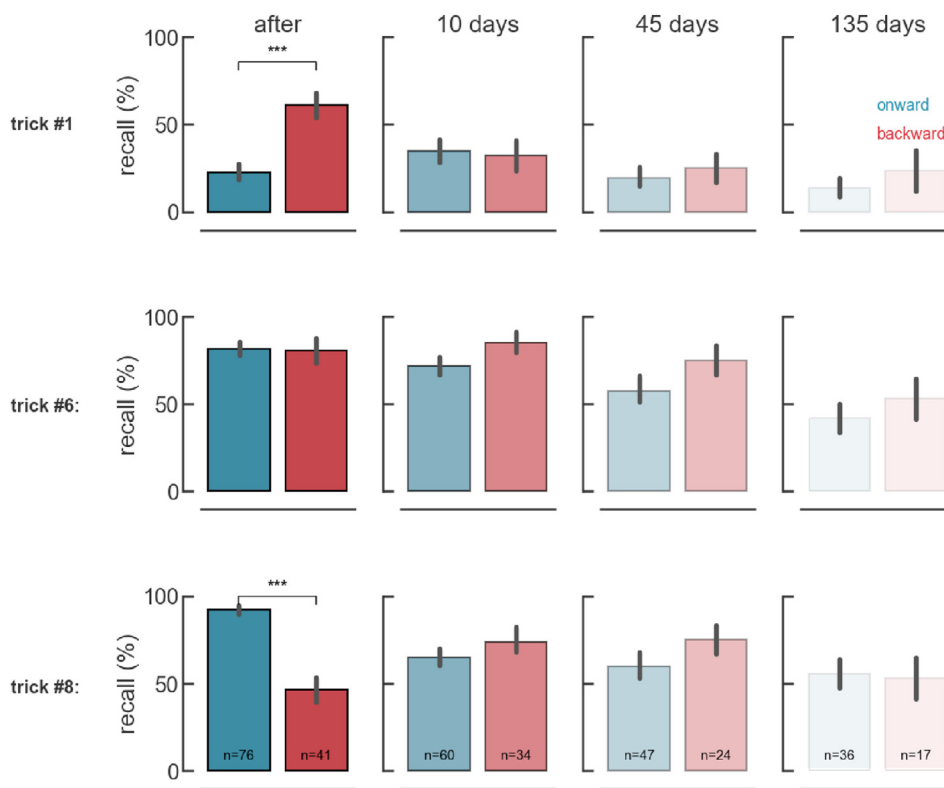 after 10 days 45 days 135 days
trick #1
recall (%)
100
50
0
***
onward
backward
trick #6:
recall (%)
100
50
0
trick #8:
recall (%)
100
50
0
***
n=76 n=41 n=60 n=34 n=47 n=24 n=36 n=17